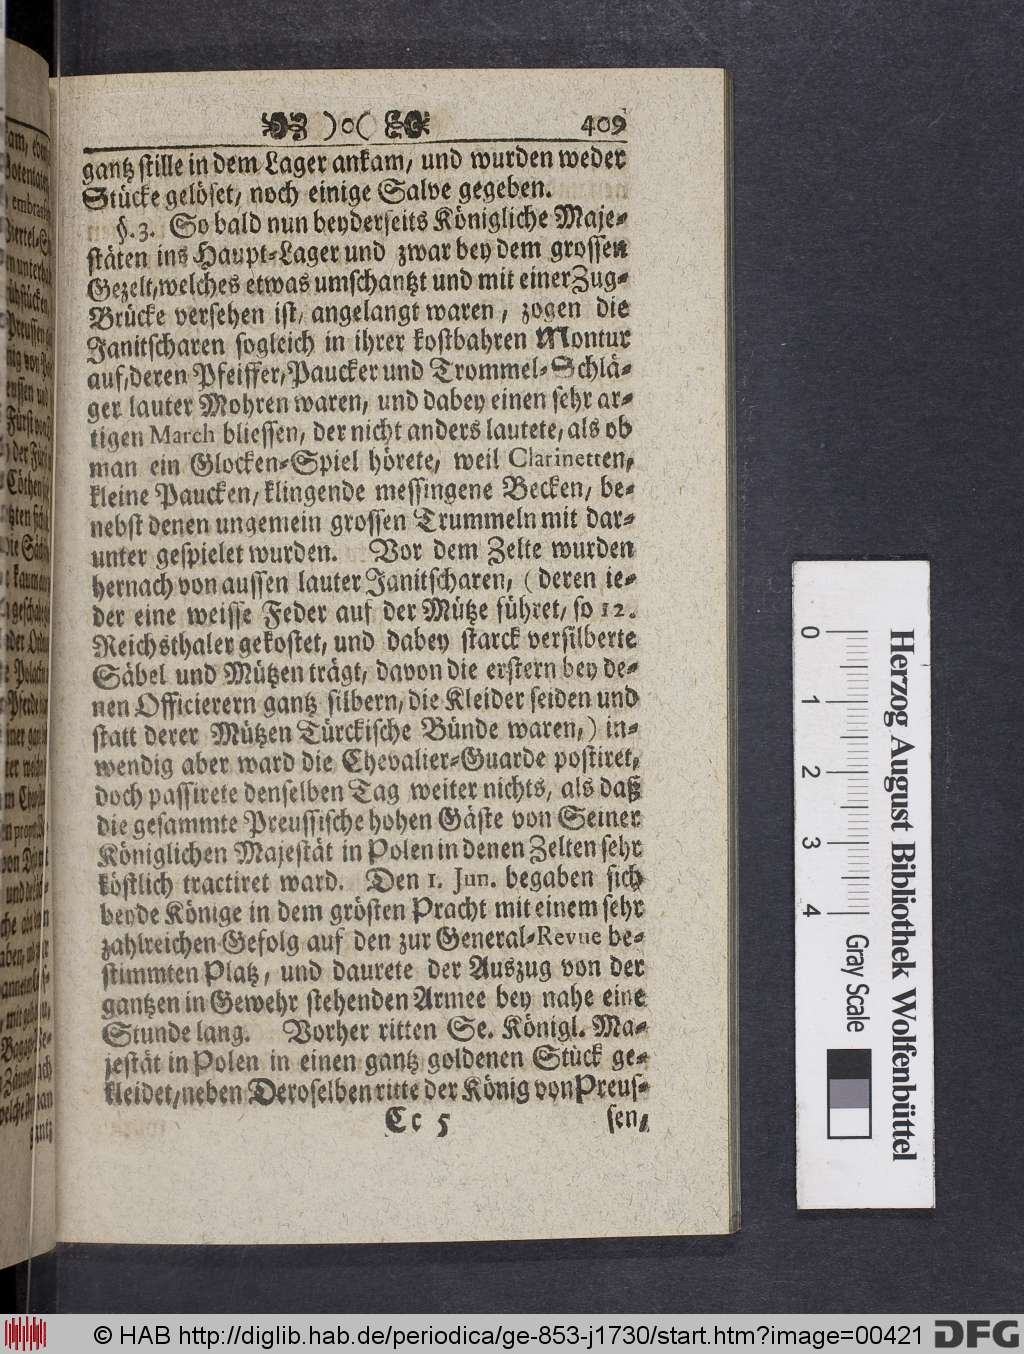 )o( 409
gantz stille in dem Lager ankam, und wurden weder
Stücke gelöset, noch einige Salve gegeben.
§. 3. So bald nun beyderseits Königliche Maje-
stäten ins Haupt-Lager und zwar bey dem grossen
Gezelt, welches etwas umschantzt und mit einer Zug-
Brücke versehen ist, angelangt waren, zogen die
Janitscharen sogleich in ihrer kostbahren Montur
auf, deren Pfeiffer, Paucker und Trommel-Schlä-
ger lauter Mohren waren, und dabey einen sehr ar-
tigen March bliessen, der nicht anders lautete, als ob
man ein Glocken-Spiel hörete, weil Clarinetten,
kleine Paucken, klingende messingene Becken, be-
nebst denen ungemein grossen Trummeln mit dar-
unter gespielet wurden. Vor dem Zelte wurden
hernach von aussen lauter Janitscharen, (deren ie-
der eine weisse Feder auf der Mütze führet, so 12.
Reichsthaler gekostet, und dabey starck versilberte
Säbel und Mützen trägt, davon die erstern bey de-
nen Officierern gantz silbern, die Kleider seiden und
statt derer Mützen Türckische Bünde waren,) in-
wendig aber ward die Chevalier-Guarde postiret,
doch passirete denselben Tag weiter nichts, als daß
die gesammte Preussische hohen Gäste von Seiner
Königlichen Majestät in Polen in denen Zelten sehr
köstlich tractiret ward. Den 1. Jun. begaben sich
beyde Könige in dem grösten Pracht mit einem sehr
zahlreichen Gefolg auf den zur General-Revue be-
stimmten Platz, und daurete der Auszug von der
gantzen in Gewehr stehenden Armee bey nahe eine
Stunde lang. Vorher ritten Se. Königl. Ma-
jestät in Polen in einen gantz goldenen Stück ge-
kleidet, neben Deroselben ritte der König von Preus-
Cc 5 sen,
0 1 2 3 4
Gray Scale
Herzog August Bibliothek Wolfenbüttel
© HAB http://diglib.hab.de/periodica/ge-853-j1730/start.htm?image=00421 DFG